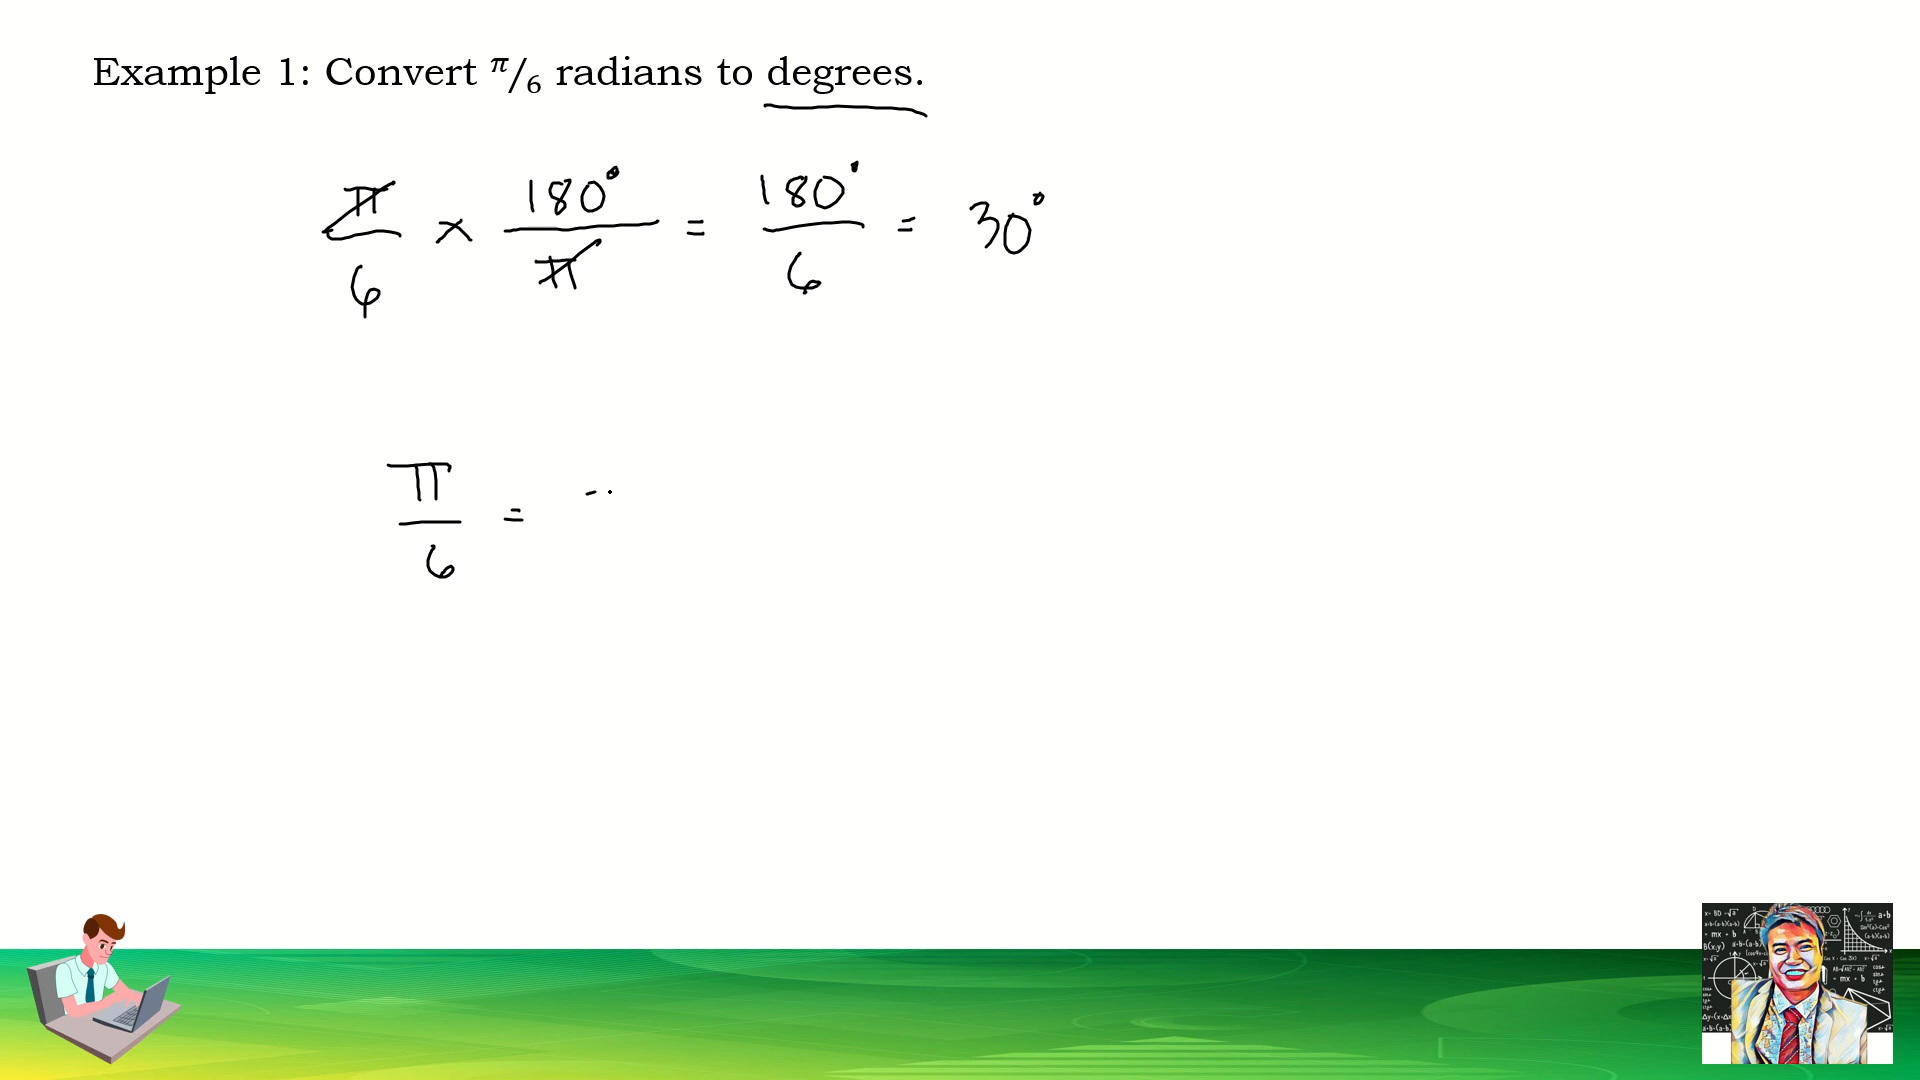 Example 1: Convert π/6 radians to degrees.
π/6 × 180°/π = 180°/6 = 30°
π/6 =